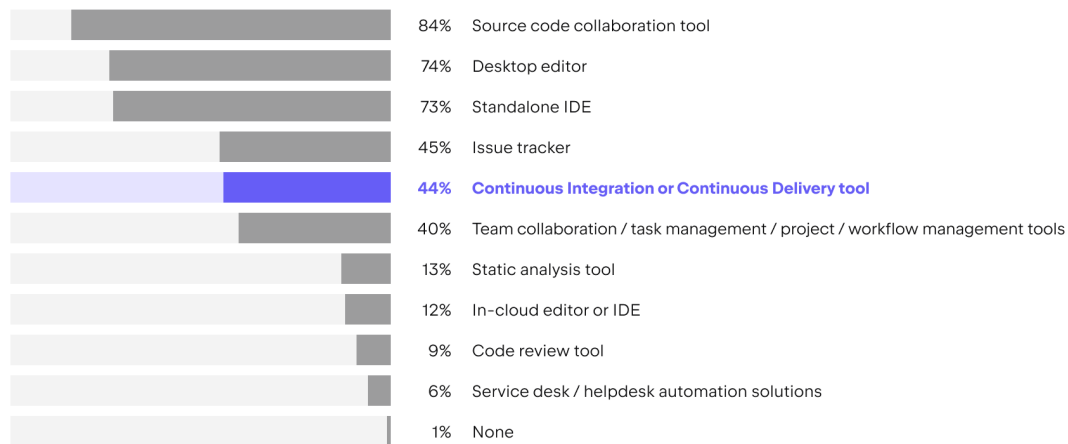 84% Source code collaboration tool
74% Desktop editor
73% Standalone IDE
45% Issue tracker
44% Continuous Integration or Continuous Delivery tool
40% Team collaboration / task management / project / workflow management tools
13% Static analysis tool
12% In-cloud editor or IDE
9% Code review tool
6% Service desk / helpdesk automation solutions
1% None